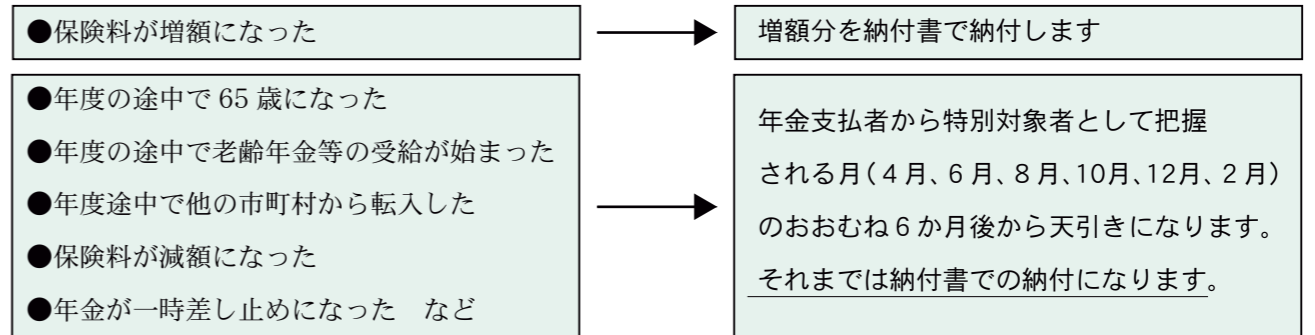 ●保険料が増額になった
増額分を納付書で納付します
●年度の途中で 65 歳になった
●年度の途中で老齢年金等の受給が始まった
●年度途中で他の市町村から転入した
●保険料が減額になった
●年金が一時差し止めになった　など
年金支払者から特別対象者として把握
される月(４月、６月、８月、10月、12月、２月)
のおおむね６か月後から天引きになります。
それまでは納付書での納付になります。